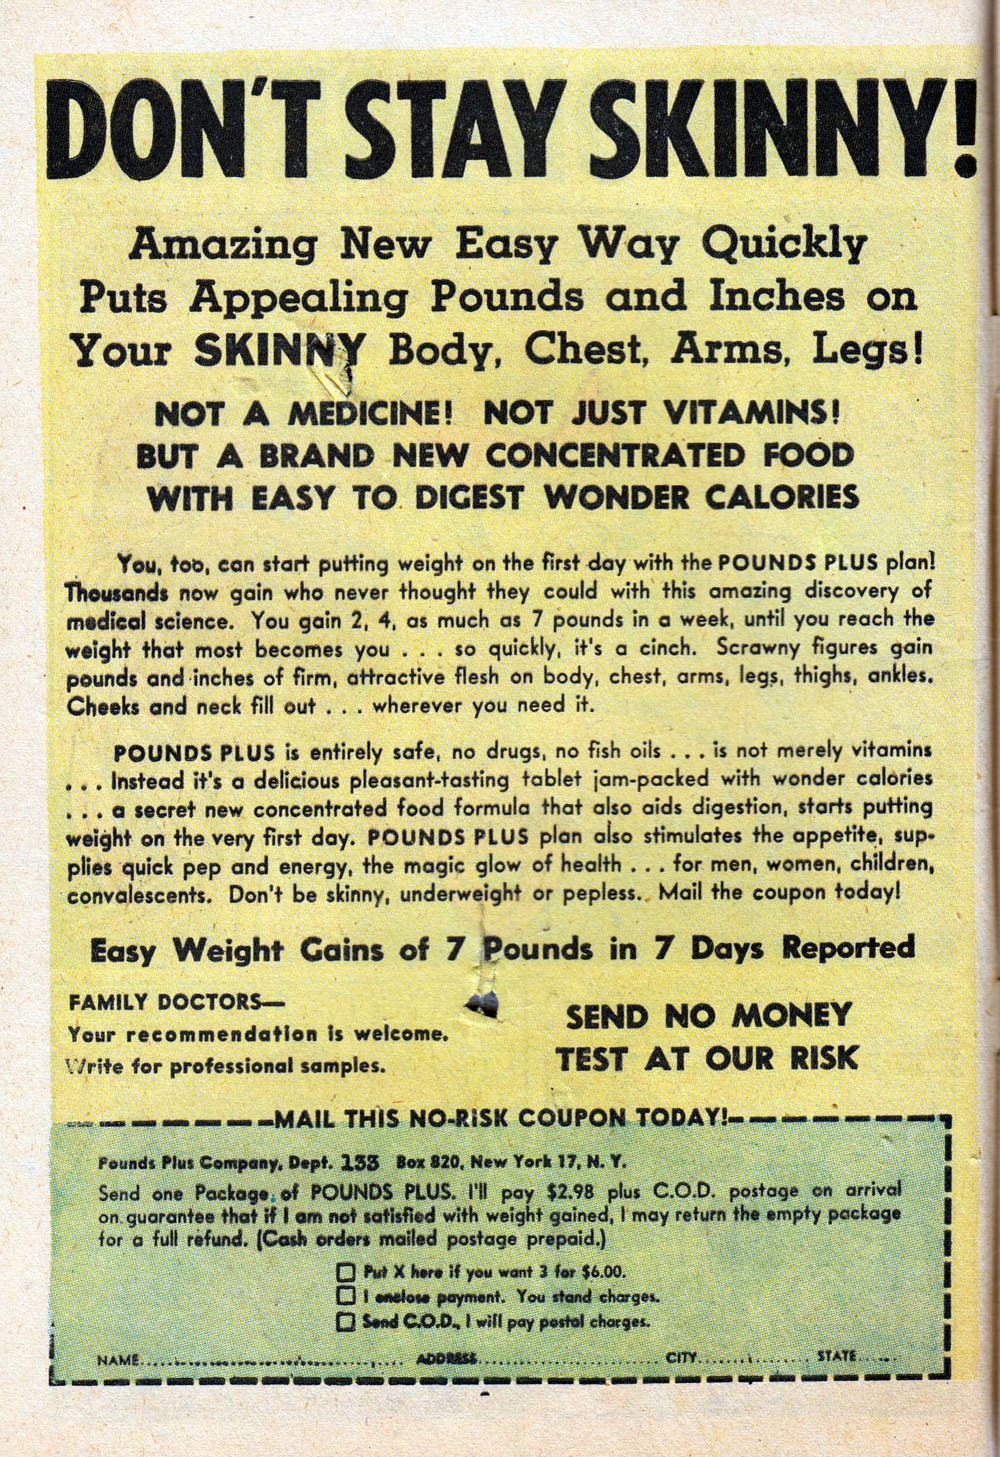 DON'T STAY SKINNY!
Amazing New Easy Way Quickly
Puts Appealing Pounds and Inches on
Your SKINNY Body, Chest, Arms, Legs!
NOT A MEDICINE! NOT JUST VITAMINS!
BUT A BRAND NEW CONCENTRATED FOOD
WITH EASY TO DIGEST WONDER CALORIES
You, too, can start putting weight on the first day with the POUNDS PLUS plan!
Thousands now gain who never thought they could with this amazing discovery of
medical science. You gain 2, 4, as much as 7 pounds in a week, until you reach the
weight that most becomes you . . . so quickly, it's a cinch. Scrawny figures gain
pounds and inches of firm, attractive flesh on body, chest, arms, legs, thighs, ankles.
Cheeks and neck fill out . . . wherever you need it.
POUNDS PLUS is entirely safe, no drugs, no fish oils . . . is not merely vitamins
. . . Instead it's a delicious pleasant-tasting tablet jam-packed with wonder calories
. . . a secret new concentrated food formula that also aids digestion, starts putting
weight on the very first day. POUNDS PLUS plan also stimulates the appetite, sup-
plies quick pep and energy, the magic glow of health . . . for men, women, children,
convalescents. Don't be skinny, underweight or pepless. Mail the coupon today!
Easy Weight Gains of 7 Pounds in 7 Days Reported
FAMILY DOCTORS—
Your recommendation is welcome.
Write for professional samples.
SEND NO MONEY
TEST AT OUR RISK
MAIL THIS NO-RISK COUPON TODAY!
Pounds Plus Company, Dept. 133 Box 820, New York 17, N. Y.
Send one Package of POUNDS PLUS. I'll pay $2.98 plus C.O.D. postage on arrival
on guarantee that if I am not satisfied with weight gained, I may return the empty package
for a full refund. (Cash orders mailed postage prepaid.)
Put X here if you want 3 for $6.00.
I enclose payment. You stand charges.
Send C.O.D., I will pay postal charges.
NAME.............................. ADDRESS.............................. CITY.................. STATE......